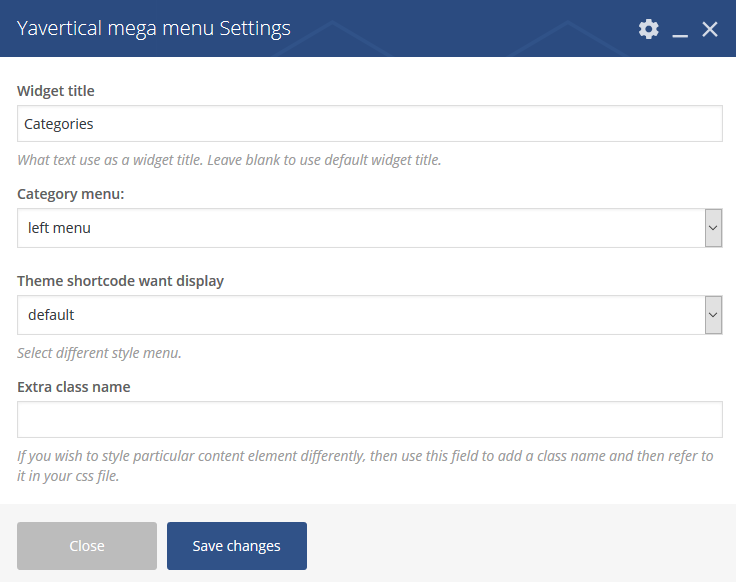 Yavertical mega menu Settings
Widget title
Categories
What text use as a widget title. Leave blank to use default widget title.
Category menu:
left menu
Theme shortcode want display
default
Select different style menu.
Extra class name
If you wish to style particular content element differently, then use this field to add a class name and then refer to
it in your css file.
Close
Save changes